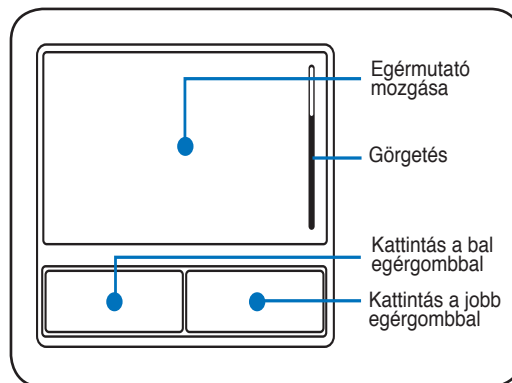 Egérmutató
mozgása
Görgetés
Kattintás a bal
egérgombbal
Kattintás a jobb
egérgombbal